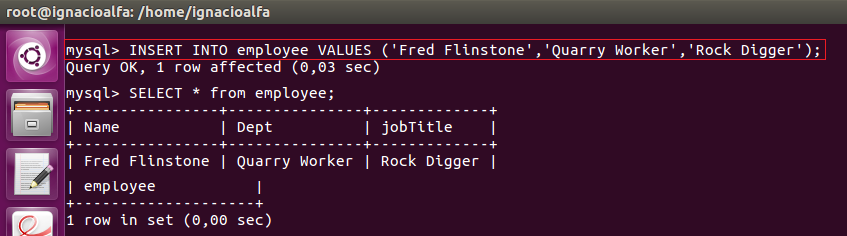 root@ignacioalfa: /home/ignacioalfa
mysql> INSERT INTO employee VALUES ('Fred Flinstone','Quarry Worker','Rock Digger');
Query OK, 1 row affected (0,03 sec)
mysql> SELECT * from employee;
+----------------+---------------+-------------+
| Name           | Dept          | jobTitle    |
+----------------+---------------+-------------+
| Fred Flinstone | Quarry Worker | Rock Digger |
| employee            |
+--------------------+
1 row in set (0,00 sec)